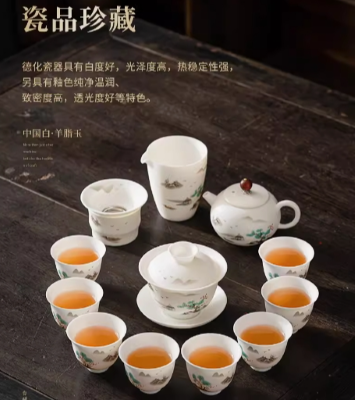 瓷品珍藏
德化瓷器具有白度好，光泽度高，热稳定性强，
另具有釉色纯净温润、
致密度高，透光度好等特色。
中国白·羊脂玉